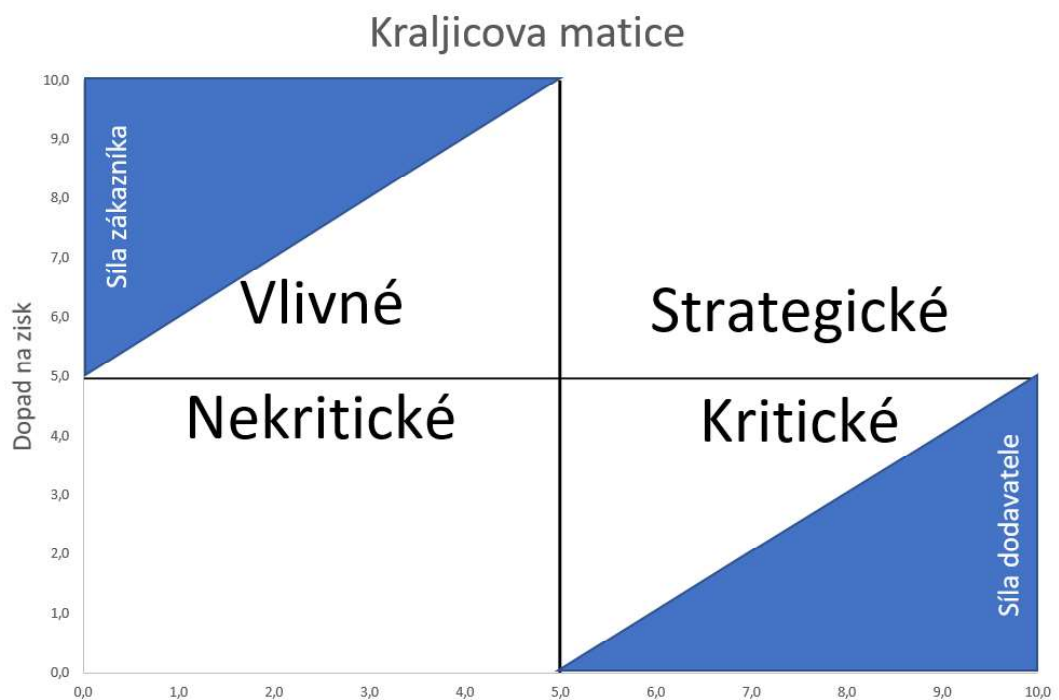 Kraljicova matice
Dopad na zisk
10,0
9,0
8,0
7,0
6,0
5,0
4,0
3,0
2,0
1,0
0,0
Síla zákazníka
Vlivné
Strategické
Nekritické
Kritické
Síla dodavatele
0,0 1,0 2,0 3,0 4,0 5,0 6,0 7,0 8,0 9,0 10,0